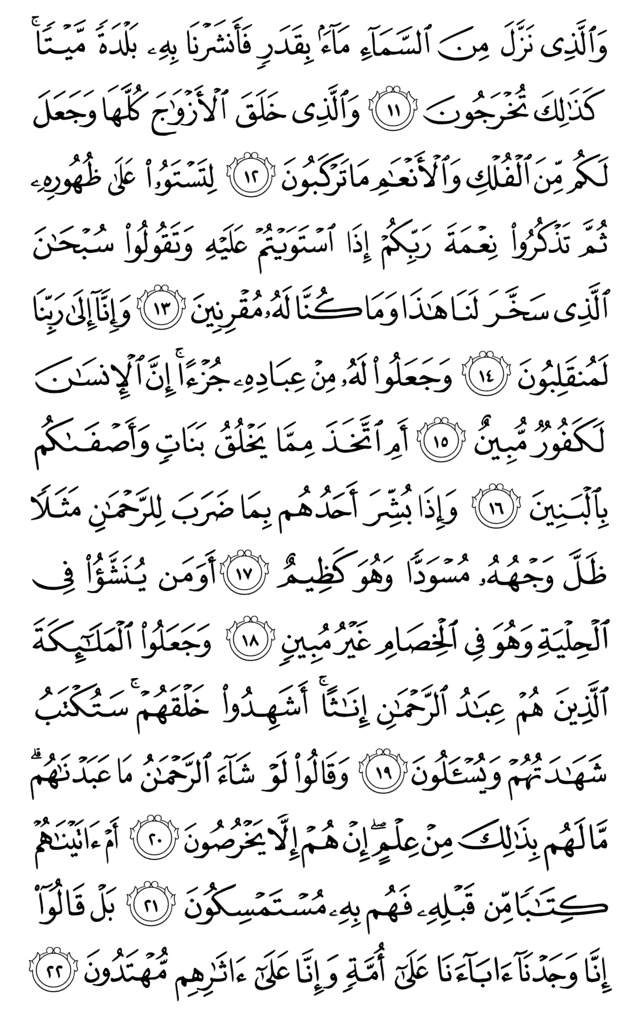 وَٱلَّذِى نَزَّلَ مِنَ ٱلسَّمَآءِ مَآءًۢ بِقَدَرٍ فَأَنشَرْنَا بِهِۦ بَلْدَةً مَّيْتًا ۚ
كَذَٰلِكَ تُخْرَجُونَ ١١ وَٱلَّذِى خَلَقَ ٱلْأَزْوَٰجَ كُلَّهَا وَجَعَلَ
لَكُم مِّنَ ٱلْفُلْكِ وَٱلْأَنْعَٰمِ مَا تَرْكَبُونَ ١٢ لِتَسْتَوُۥا۟ عَلَىٰ ظُهُورِهِۦ
ثُمَّ تَذْكُرُوا۟ نِعْمَةَ رَبِّكُمْ إِذَا ٱسْتَوَيْتُمْ عَلَيْهِ وَتَقُولُوا۟ سُبْحَٰنَ
ٱلَّذِى سَخَّرَ لَنَا هَٰذَا وَمَا كُنَّا لَهُۥ مُقْرِنِينَ ١٣ وَإِنَّآ إِلَىٰ رَبِّنَا
لَمُنقَلِبُونَ ١٤ وَجَعَلُوا۟ لَهُۥ مِنْ عِبَادِهِۦ جُزْءًا ۚ إِنَّ ٱلْإِنسَٰنَ
لَكَفُورٌ مُّبِينٌ ١٥ أَمِ ٱتَّخَذَ مِمَّا يَخْلُقُ بَنَاتٍ وَأَصْفَىٰكُم
بِٱلْبَنِينَ ١٦ وَإِذَا بُشِّرَ أَحَدُهُم بِمَا ضَرَبَ لِلرَّحْمَٰنِ مَثَلًا
ظَلَّ وَجْهُهُۥ مُسْوَدًّا وَهُوَ كَظِيمٌ ١٧ أَوَمَن يُنَشَّؤُا۟ فِى
ٱلْحِلْيَةِ وَهُوَ فِى ٱلْخِصَامِ غَيْرُ مُبِينٍ ١٨ وَجَعَلُوا۟ ٱلْمَلَٰٓئِكَةَ
ٱلَّذِينَ هُمْ عِبَٰدُ ٱلرَّحْمَٰنِ إِنَٰثًا ۚ أَشَهِدُوا۟ خَلْقَهُمْ ۚ سَتُكْتَبُ
شَهَٰدَتُهُمْ وَيُسْـَٔلُونَ ١٩ وَقَالُوا۟ لَوْ شَآءَ ٱلرَّحْمَٰنُ مَا عَبَدْنَٰهُم ۗ
مَّا لَهُم بِذَٰلِكَ مِنْ عِلْمٍ ۖ إِنْ هُمْ إِلَّا يَخْرُصُونَ ٢٠ أَمْ ءَاتَيْنَٰهُمْ
كِتَٰبًا مِّن قَبْلِهِۦ فَهُم بِهِۦ مُسْتَمْسِكُونَ ٢١ بَلْ قَالُوٓا۟
إِنَّا وَجَدْنَآ ءَابَآءَنَا عَلَىٰٓ أُمَّةٍ وَإِنَّا عَلَىٰٓ ءَاثَٰرِهِم مُّهْتَدُونَ ٢٢